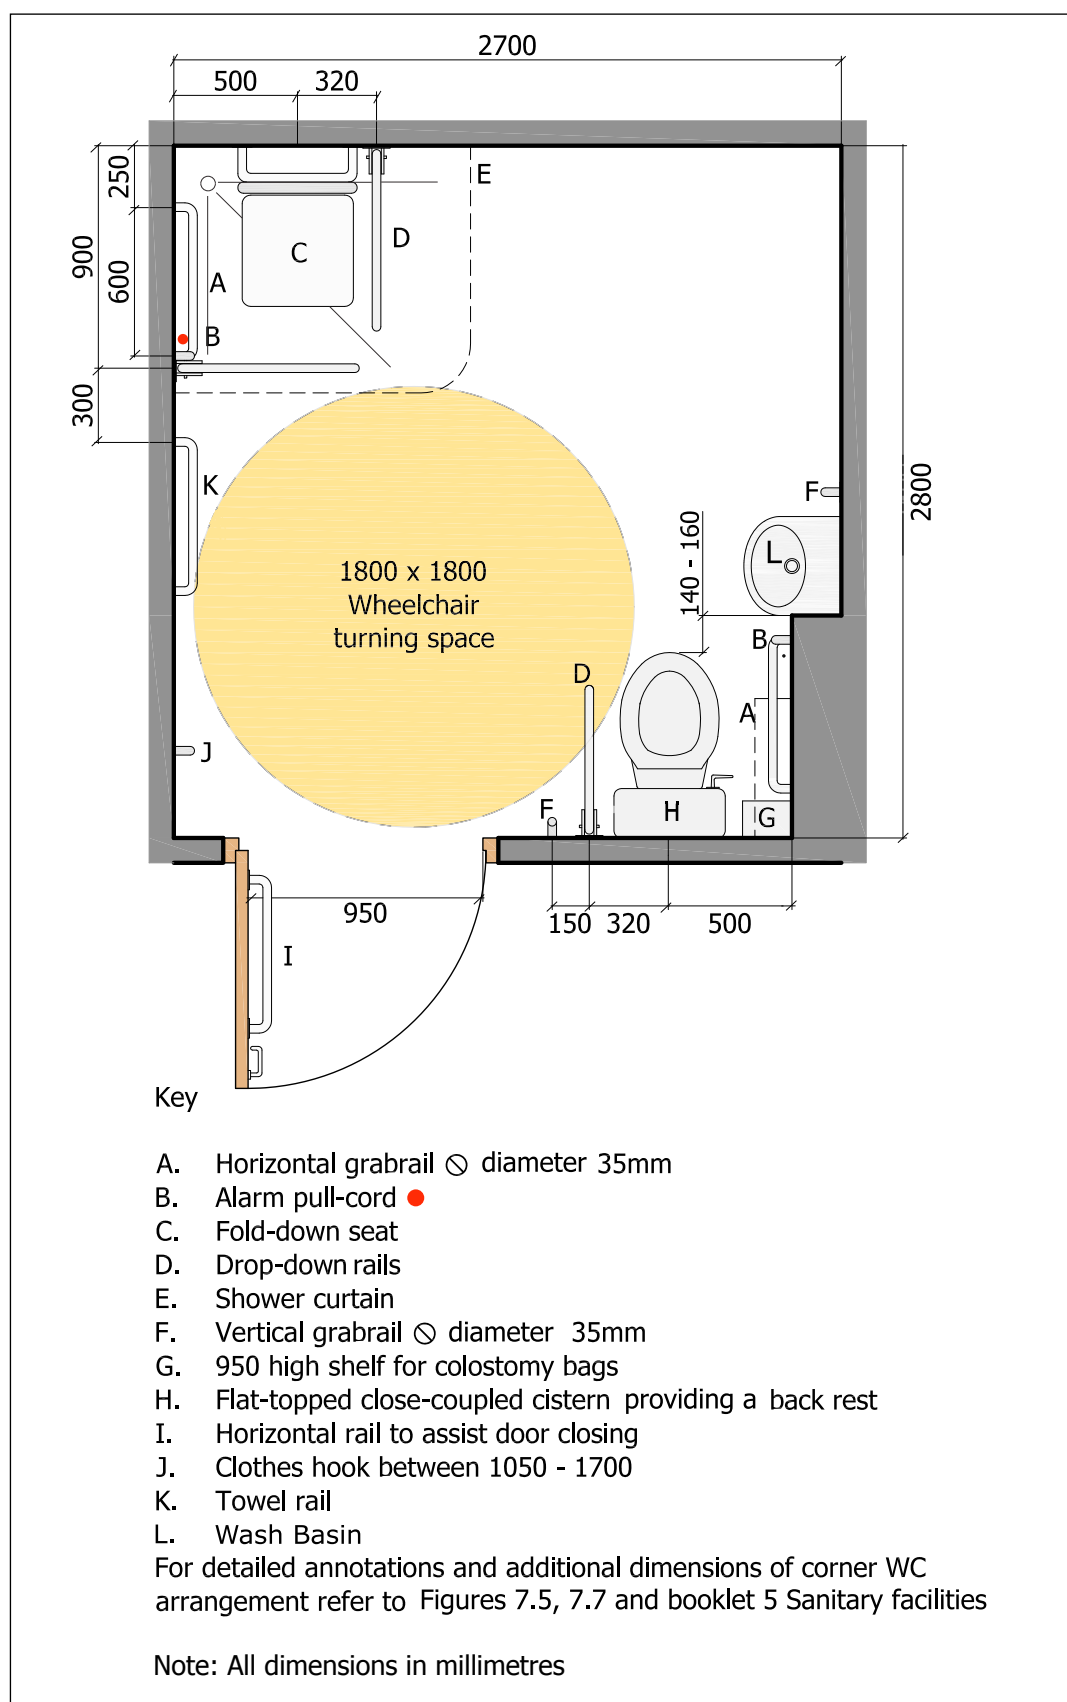 2700
500 320
250
E
900
D
C
600
A
B
300
K
F
2800
140 - 160
L
1800 x 1800
Wheelchair
turning space
B
D
A
J
F
H
G
950
150 320 500
I
Key
A. Horizontal grabrail ⦸ diameter 35mm
B. Alarm pull-cord ●
C. Fold-down seat
D. Drop-down rails
E. Shower curtain
F. Vertical grabrail ⦸ diameter 35mm
G. 950 high shelf for colostomy bags
H. Flat-topped close-coupled cistern providing a back rest
I. Horizontal rail to assist door closing
J. Clothes hook between 1050 - 1700
K. Towel rail
L. Wash Basin
For detailed annotations and additional dimensions of corner WC
arrangement refer to Figures 7.5, 7.7 and booklet 5 Sanitary facilities
Note: All dimensions in millimetres